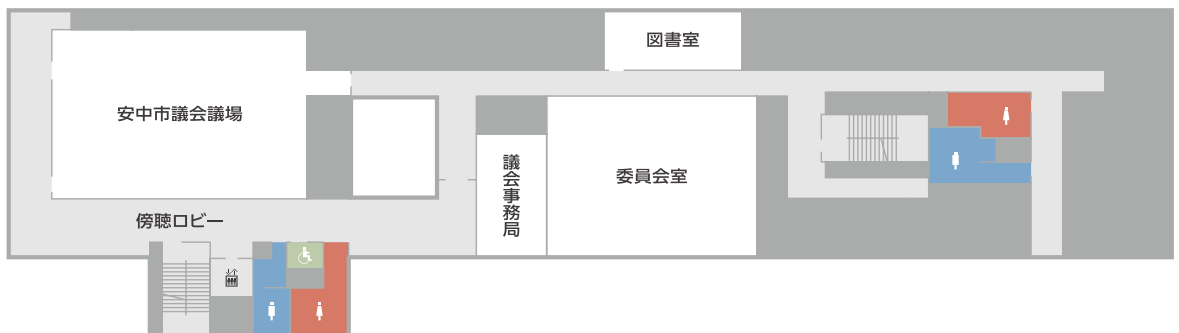 図書室
安中市議会議場
議会事務局
委員会室
傍聴ロビー